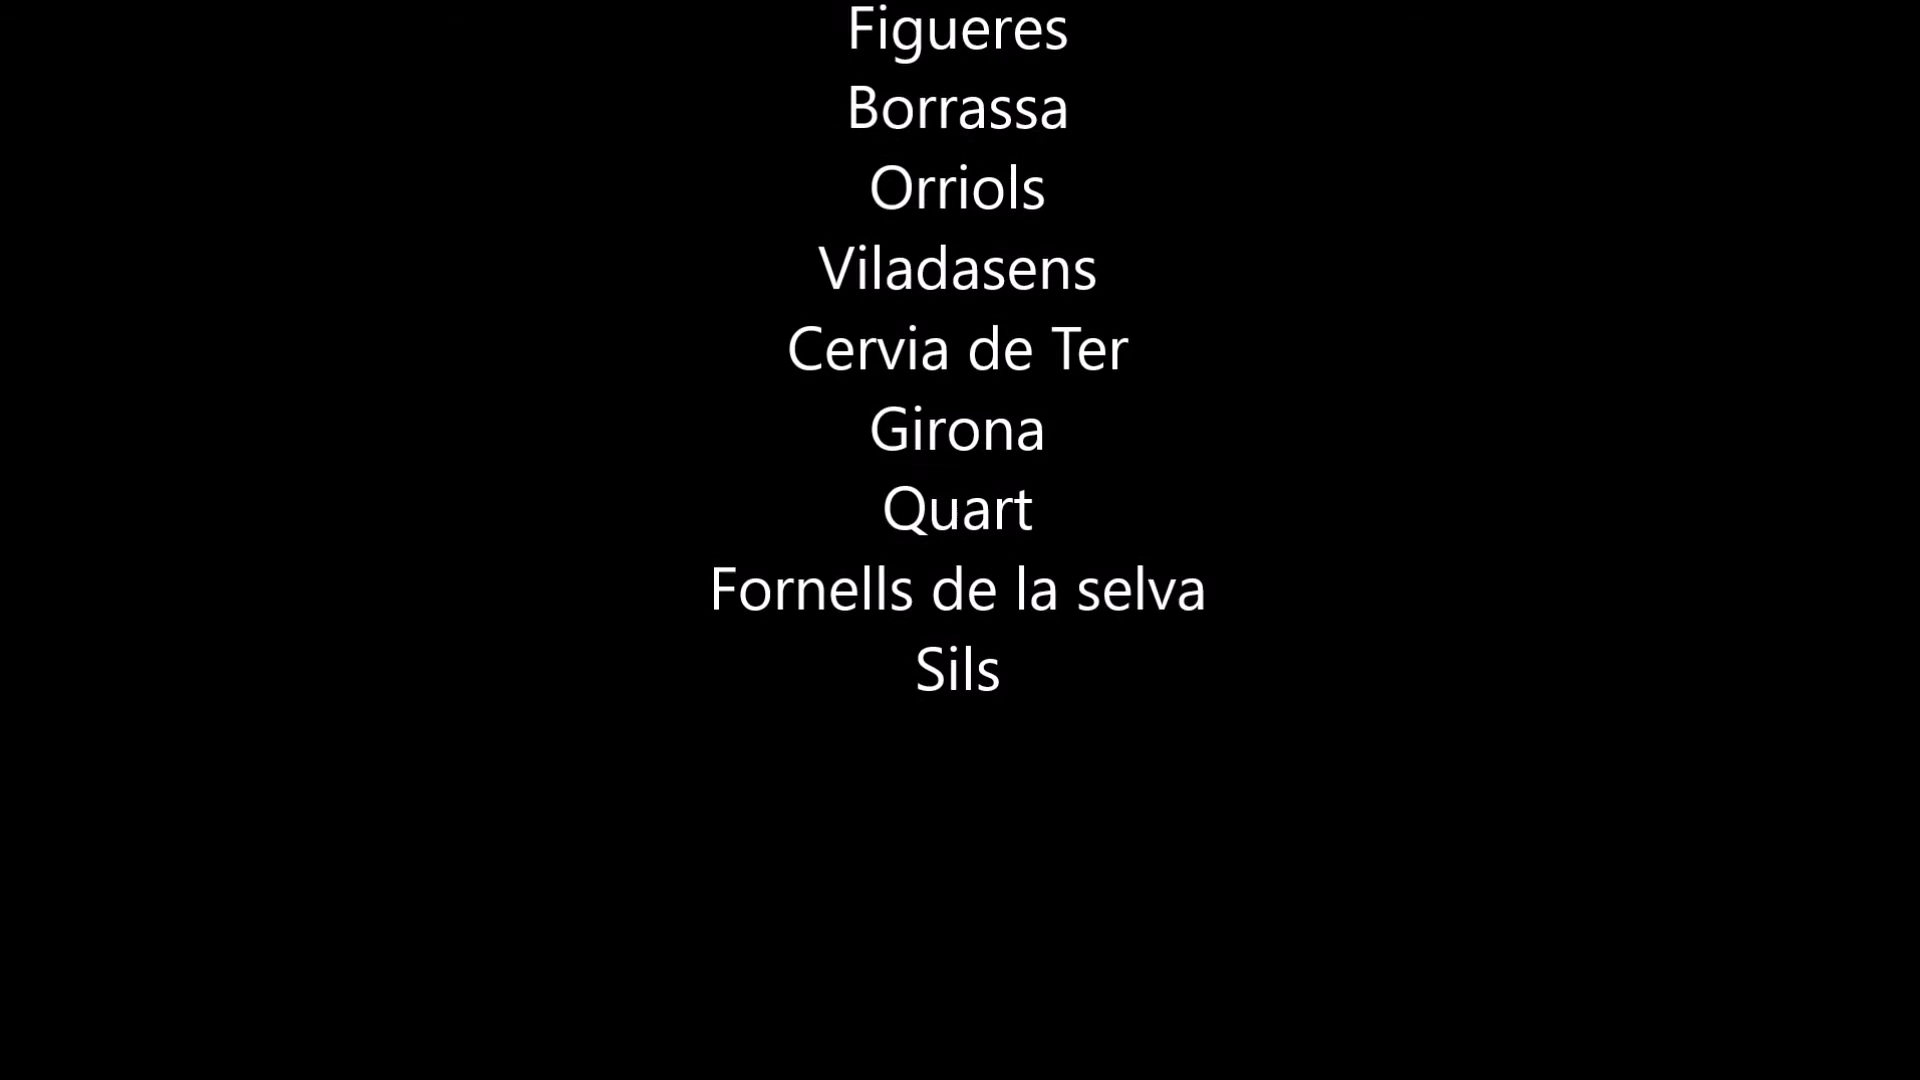 Figueres
Borrassa
Orriols
Viladasens
Cervia de Ter
Girona
Quart
Fornells de la selva
Sils